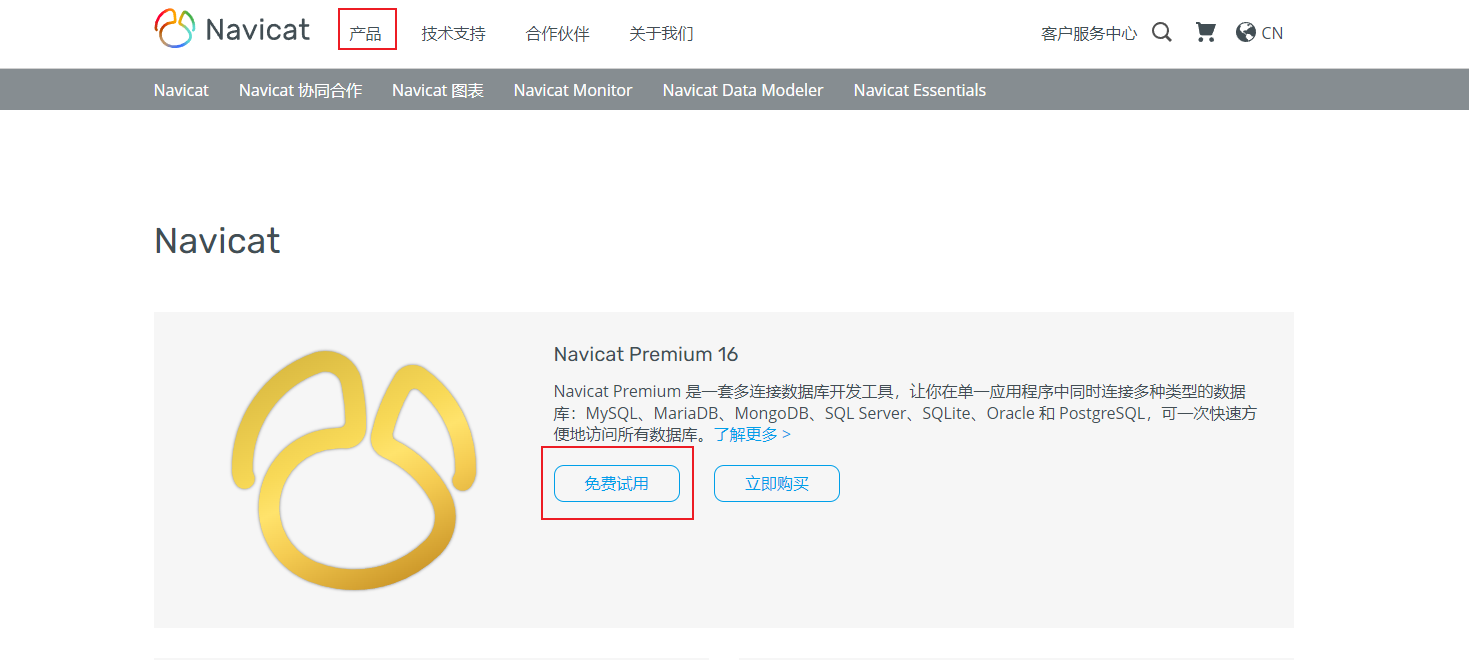 Navicat 产品 技术支持 合作伙伴 关于我们 客户服务中心 CN
Navicat Navicat 协同合作 Navicat 图表 Navicat Monitor Navicat Data Modeler Navicat Essentials
Navicat
Navicat Premium 16
Navicat Premium 是一套多连接数据库开发工具，让你在单一应用程序中同时连接多种类型的数据
库：MySQL、MariaDB、MongoDB、SQL Server、SQLite、Oracle 和 PostgreSQL，可一次快速方
便地访问所有数据库。了解更多 >
免费试用 立即购买